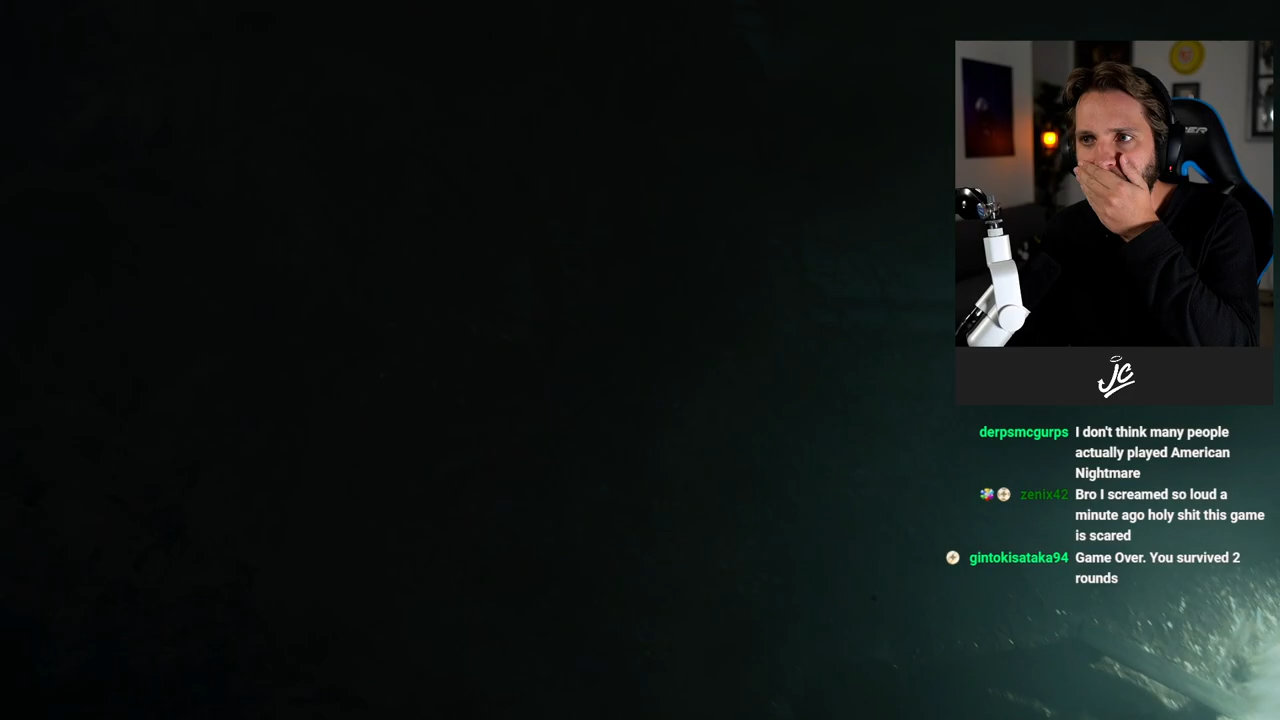 JC
derpsmcgurps I don't think many people
actually played American
Nightmare
zenix42 Bro I screamed so loud a
minute ago holy shit this game
is scared
gintokisataka94 Game Over. You survived 2
rounds